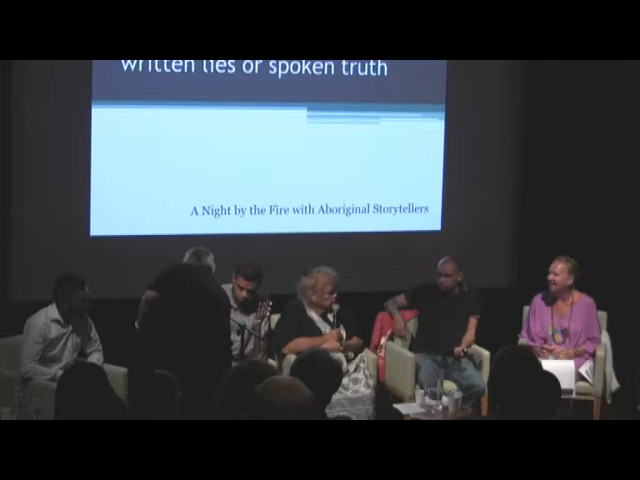 written lies or spoken truth
A Night by the Fire with Aboriginal Storytellers